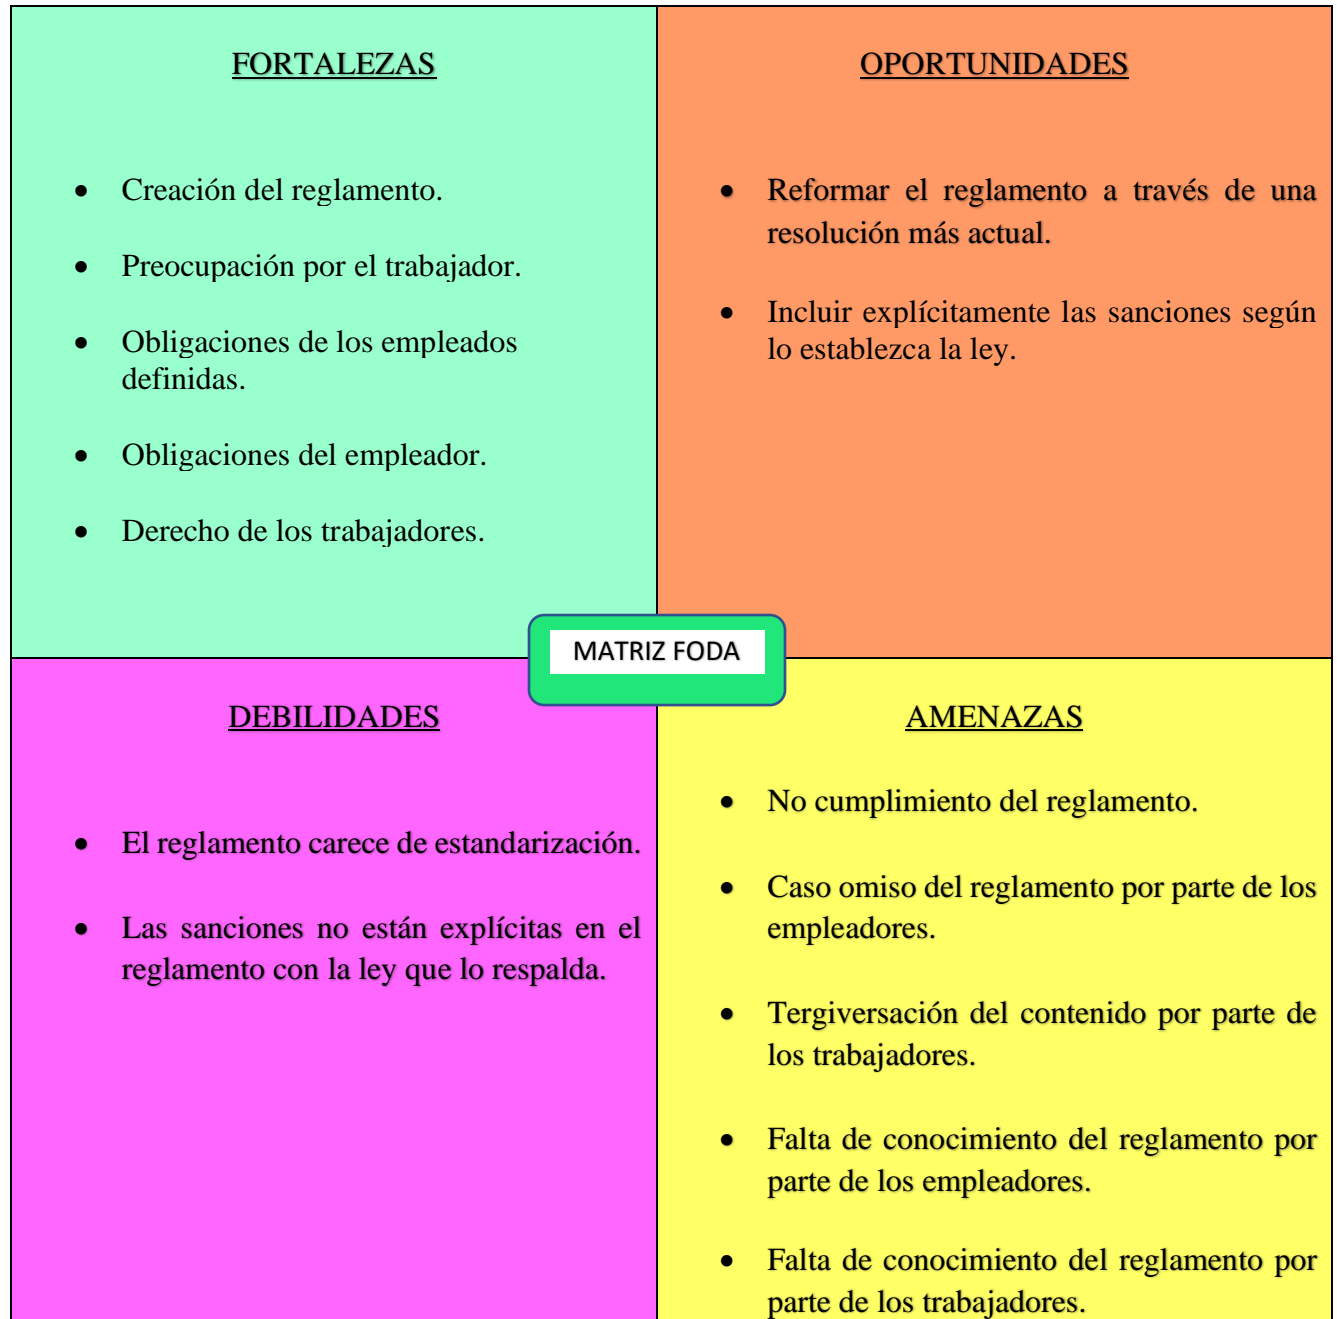 FORTALEZAS
• Creación del reglamento.
• Preocupación por el trabajador.
• Obligaciones de los empleados
definidas.
• Obligaciones del empleador.
• Derecho de los trabajadores.
OPORTUNIDADES
• Reformar el reglamento a través de una
resolución más actual.
• Incluir explícitamente las sanciones según
lo establezca la ley.
MATRIZ FODA
DEBILIDADES
• El reglamento carece de estandarización.
• Las sanciones no están explícitas en el
reglamento con la ley que lo respalda.
AMENAZAS
• No cumplimiento del reglamento.
• Caso omiso del reglamento por parte de los
empleadores.
• Tergiversación del contenido por parte de
los trabajadores.
• Falta de conocimiento del reglamento por
parte de los empleadores.
• Falta de conocimiento del reglamento por
parte de los trabajadores.